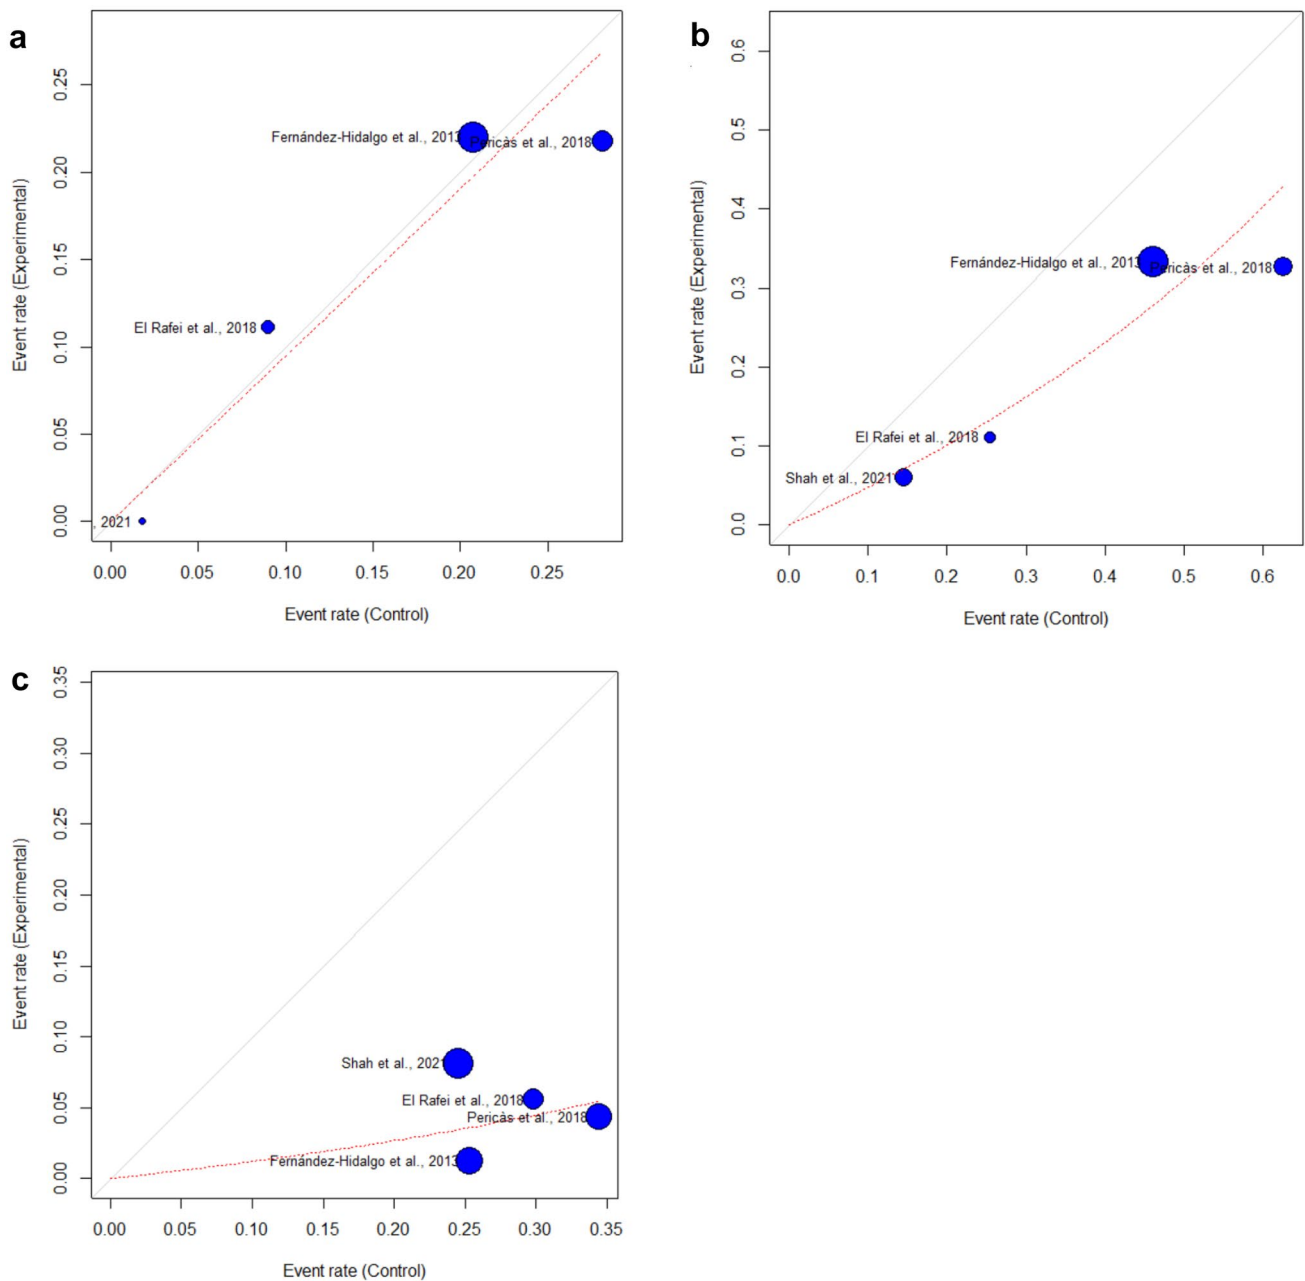 a
0.25
0.20
0.15
0.10
0.05
0.00
Event rate (Experimental)
Fernández-Hidalgo et al., 2013
Pericàs et al., 2018
El Rafei et al., 2018
, 2021
0.00 0.05 0.10 0.15 0.20 0.25
Event rate (Control)
b
0.6
0.5
0.4
0.3
0.2
0.1
0.0
Event rate (Experimental)
Fernández-Hidalgo et al., 2013
Pericàs et al., 2018
El Rafei et al., 2018
Shah et al., 2021
0.0 0.1 0.2 0.3 0.4 0.5 0.6
Event rate (Control)
c
0.35
0.30
0.25
0.20
0.15
0.10
0.05
0.00
Event rate (Experimental)
Shah et al., 2021
El Rafei et al., 2018
Pericàs et al., 2018
Fernández-Hidalgo et al., 2013
0.00 0.05 0.10 0.15 0.20 0.25 0.30 0.35
Event rate (Control)